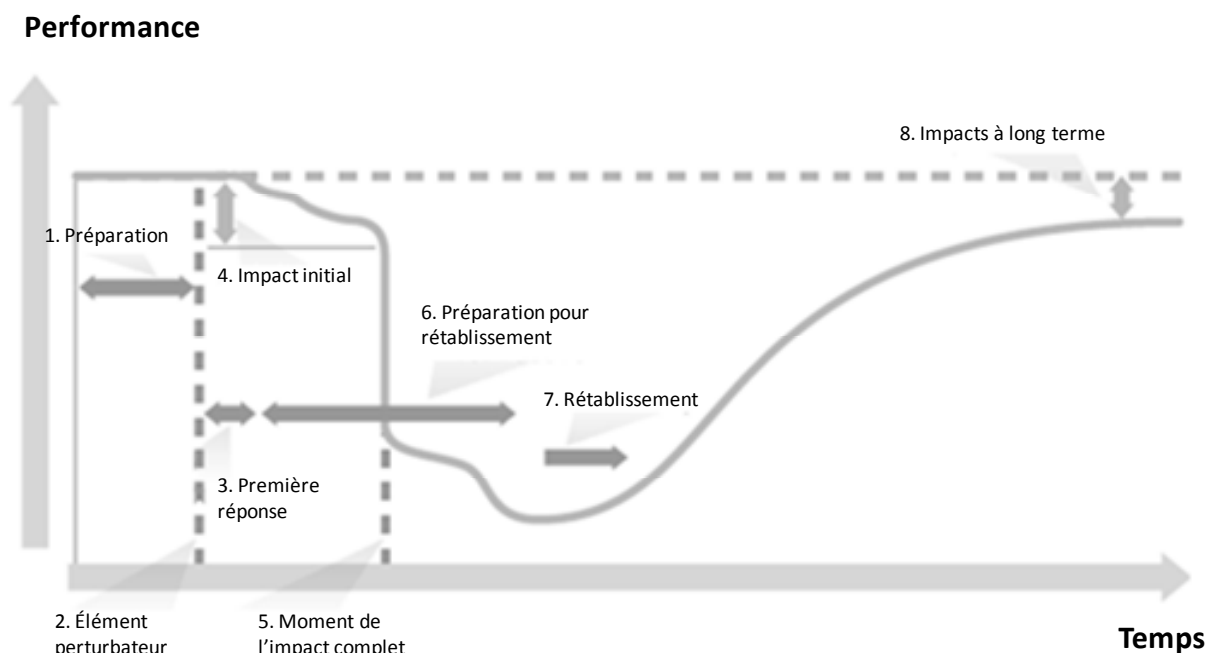 Performance
8. Impacts à long terme
1. Préparation
4. Impact initial
6. Préparation pour
rétablissement
7. Rétablissement
3. Première
réponse
2. Élément
perturbateur
5. Moment de
l'impact complet
Temps